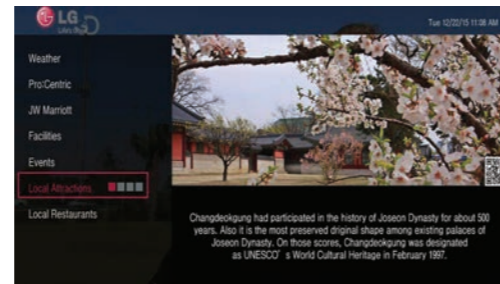 LG
Life's Good
Tue 12/22/15 11:08 AM
Weather
Pro:Centric
JW Marriott
Facilities
Events
Local Attractions
Local Restaurants
Changdeokgung had participated in the history of Joseon Dynasty for about 500
years. Also it is the most preserved driginal shape among existing palaces of
Joseon Dynasty. On those scores, Changdeokgung was designated
as UNESCO' s World Cultural Heritage in February 1997.